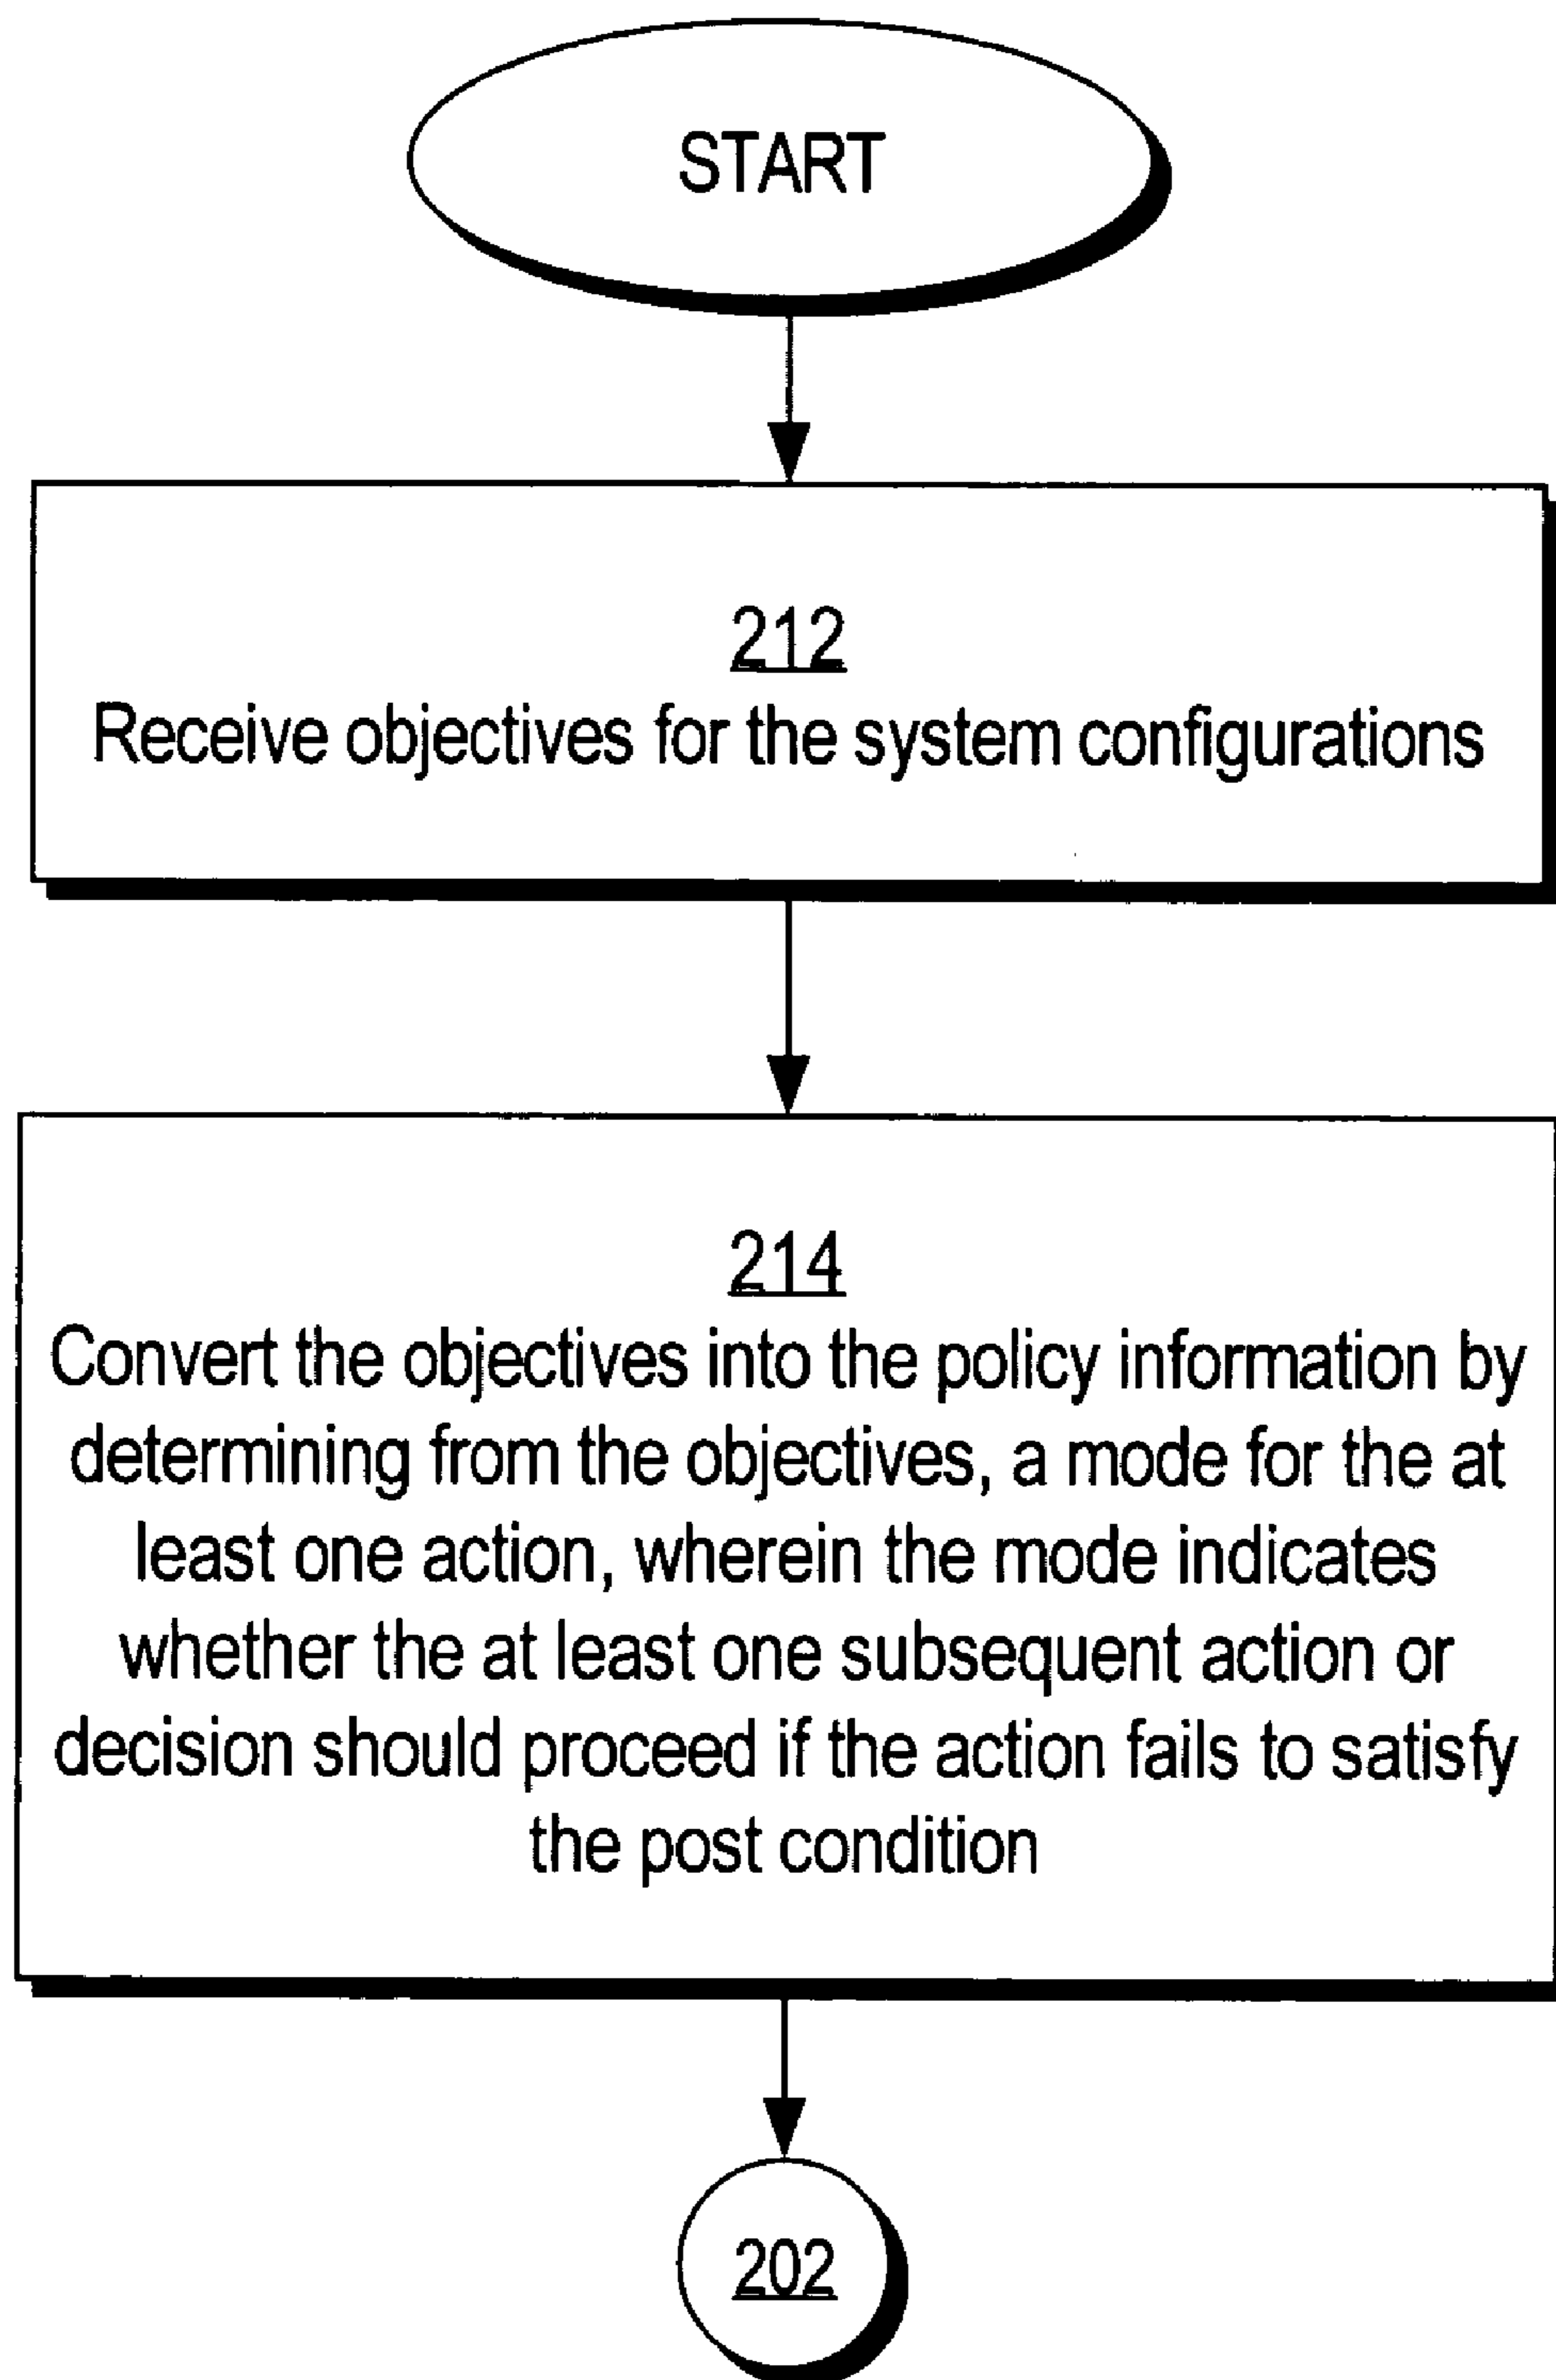 START
212
Receive objectives for the system configurations
214
Convert the objectives into the policy information by
determining from the objectives, a mode for the at
least one action, wherein the mode indicates
whether the at least one subsequent action or
decision should proceed if the action fails to satisfy
the post condition
202